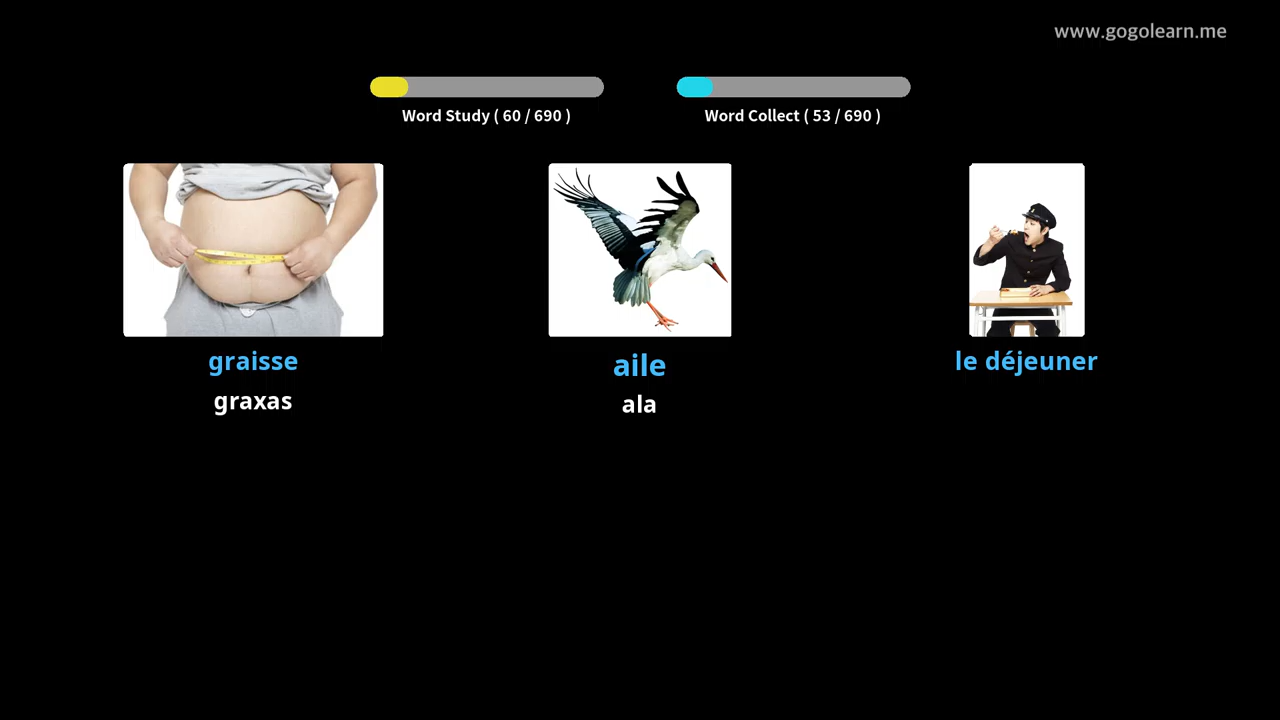 www.gogolearn.me
Word Study ( 60 / 690 )
Word Collect ( 53 / 690 )
graisse
graxas
aile
ala
le déjeuner